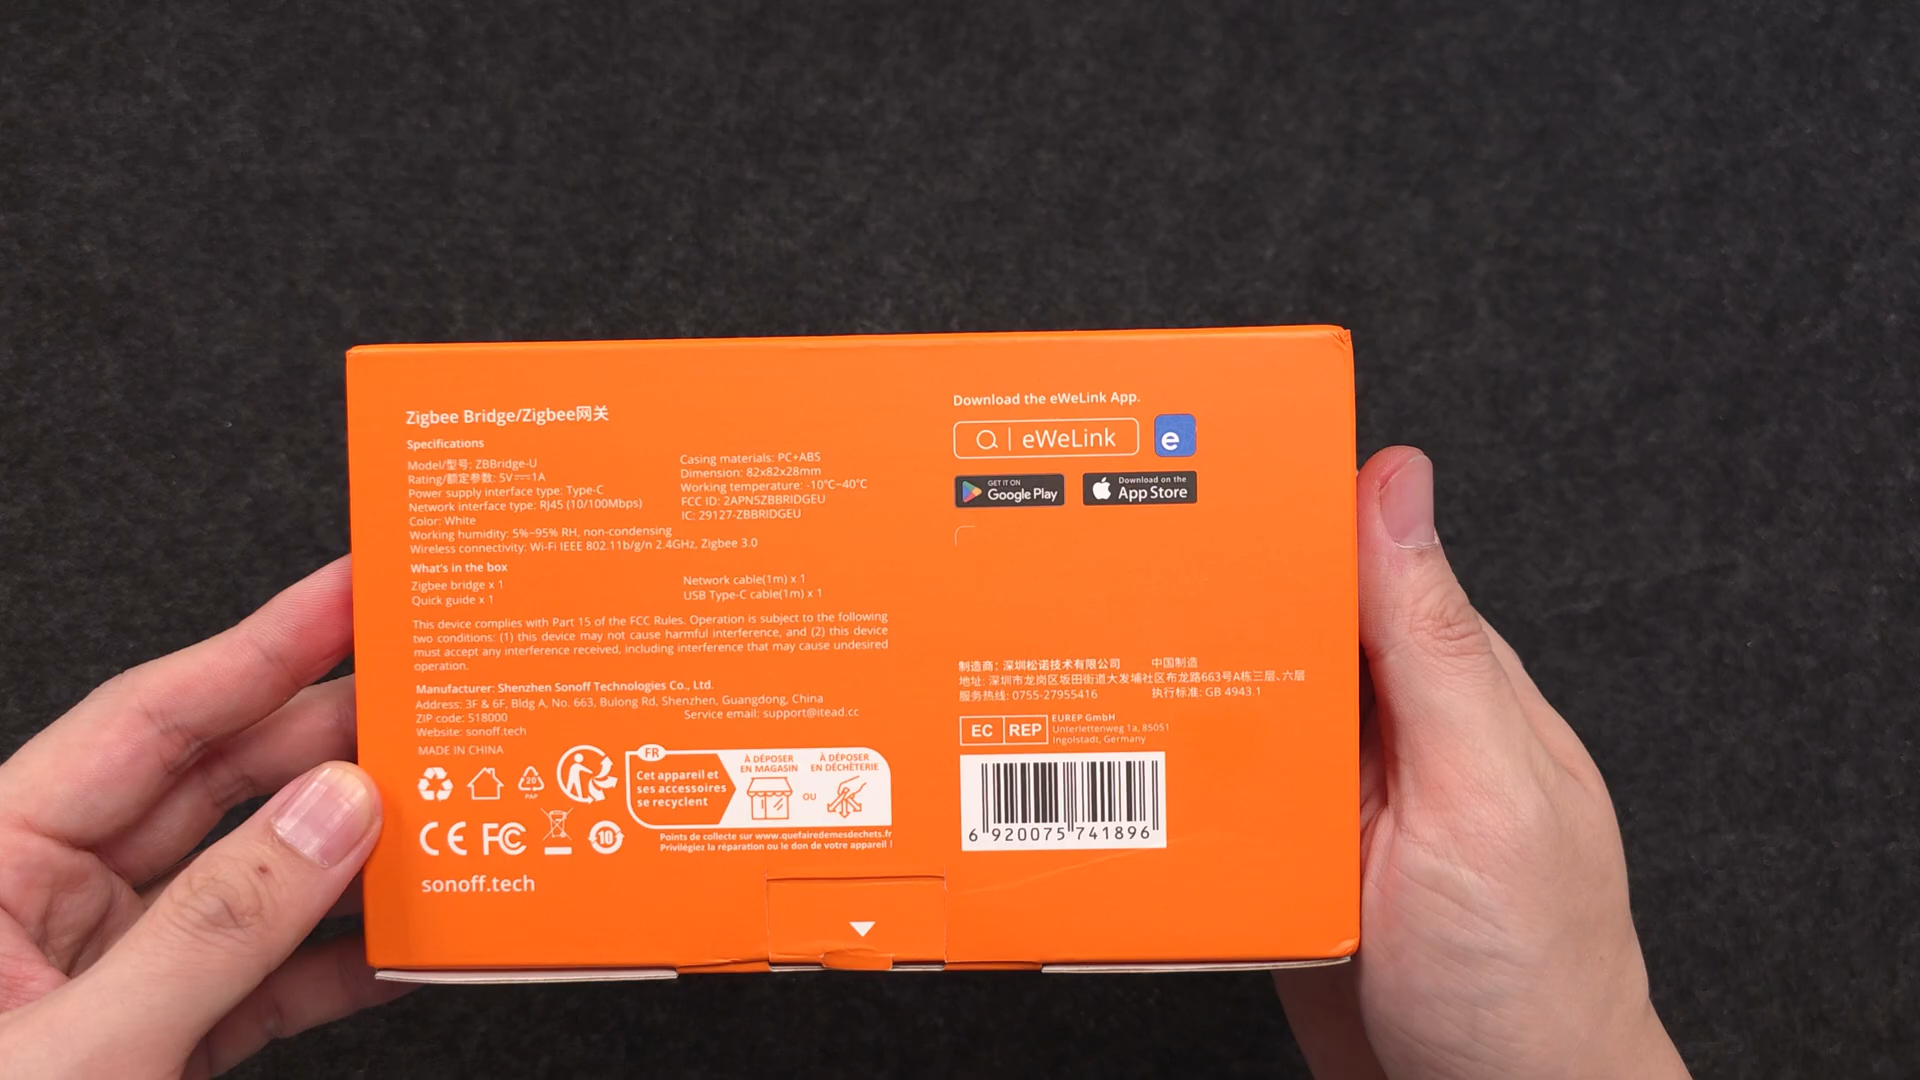 Zigbee Bridge/Zigbee网关
Specifications
Model/型号: ZBBridge-U
Rating/额定参数: 5V⎓1A
Power supply interface type: Type-C
Network interface type: RJ45 (10/100Mbps)
Color: White
Working humidity: 5%~95% RH, non-condensing
Wireless connectivity: Wi-Fi IEEE 802.11b/g/n 2.4GHz, Zigbee 3.0
Casing materials: PC+ABS
Dimension: 82x82x28mm
Working temperature: -10℃~40℃
FCC ID: 2APN5ZBBRIDGEU
IC: 29127-ZBBRIDGEU
What's in the box
Zigbee bridge x 1
Quick guide x 1
Network cable(1m) x 1
USB Type-C cable(1m) x 1
This device complies with Part 15 of the FCC Rules. Operation is subject to the following
two conditions: (1) this device may not cause harmful interference, and (2) this device
must accept any interference received, including interference that may cause undesired
operation.
Manufacturer: Shenzhen Sonoff Technologies Co., Ltd.
Address: 3F & 6F, Bldg A, No. 663, Bulong Rd, Shenzhen, Guangdong, China
ZIP code: 518000
Service email: support@itead.cc
Website: sonoff.tech
MADE IN CHINA
20
PAP
FR
Cet appareil et
ses accessoires
se recyclent
À DÉPOSER
EN MAGASIN
OU
À DÉPOSER
EN DÉCHÈTERIE
Points de collecte sur www.quefairedemesdechets.fr
Privilégiez la réparation ou le don de votre appareil !
CE FC
10
sonoff.tech
Download the eWeLink App.
eWeLink
e
GET IT ON
Google Play
Download on the
App Store
制造商: 深圳松诺技术有限公司 中国制造
地址: 深圳市龙岗区坂田街道大发埔社区布龙路663号A栋三层、六层
服务热线: 0755-27955416 执行标准: GB 4943.1
EC REP
EUREP GmbH
Unterlettenweg 1a, 85051
Ingolstadt, Germany
6 920075 741896